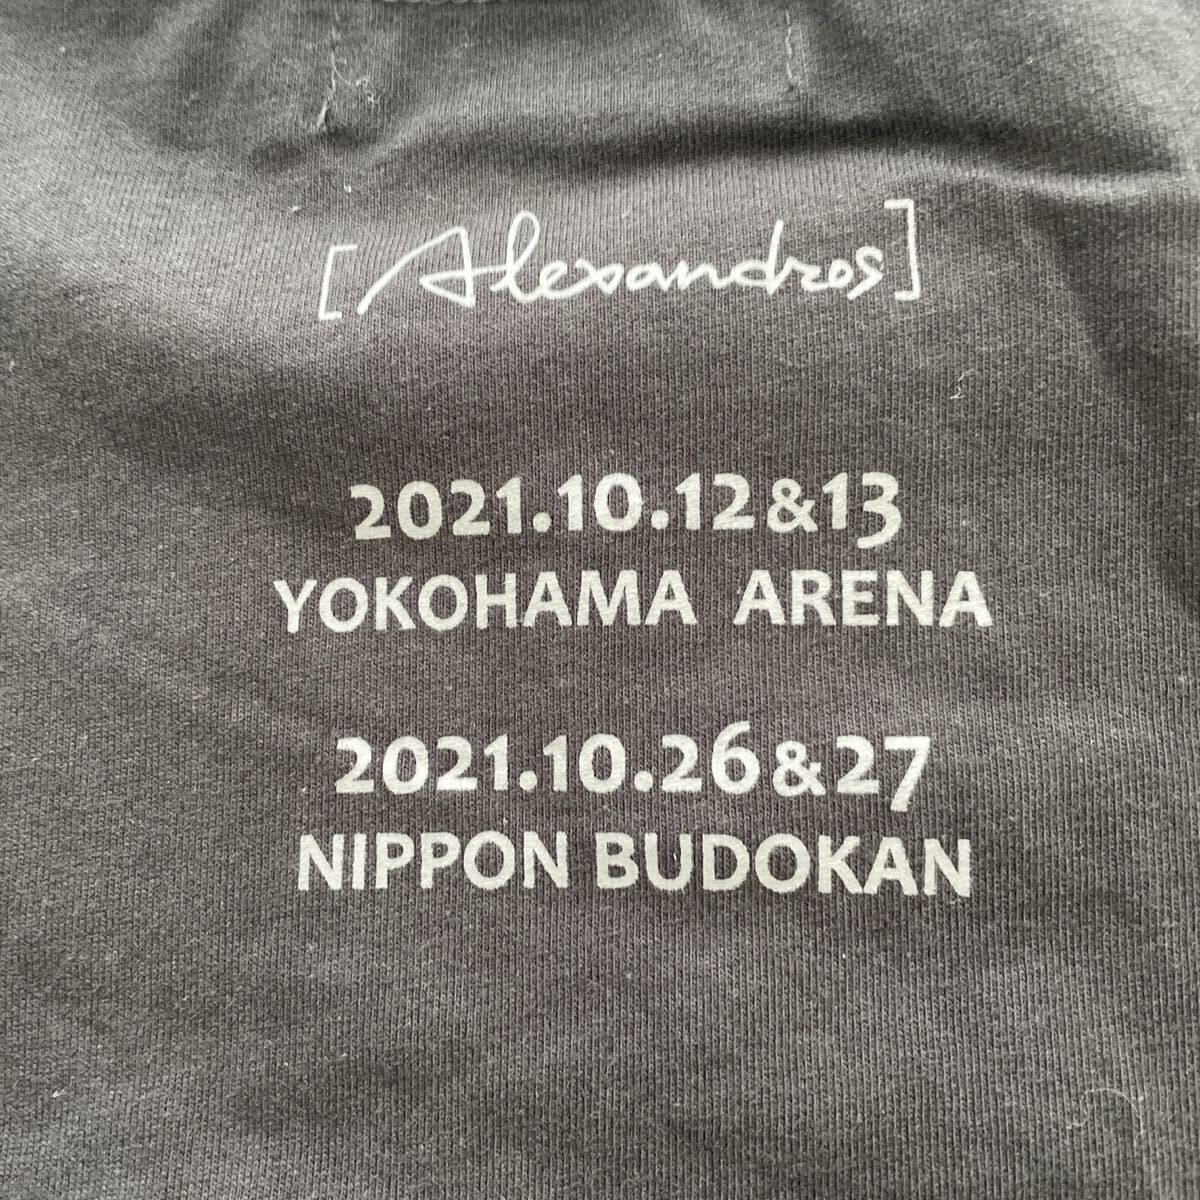 [Alexandros]
2021.10.12&13
YOKOHAMA ARENA
2021.10.26&27
NIPPON BUDOKAN